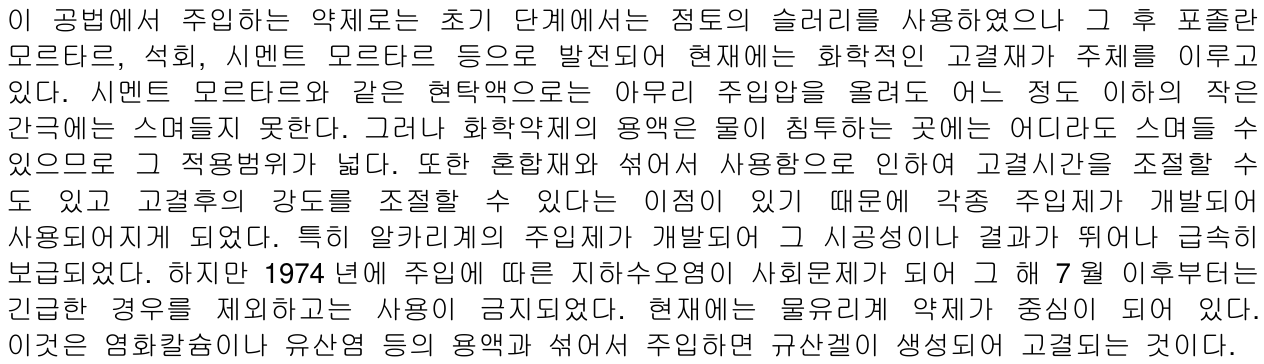 이 공법에서 주입하는 약제로는 초기 단계에서는 점토의 슬러리를 사용하였으나 그 후 포졸란
모르타르, 석회, 시멘트 모르타르 등으로 발전되어 현재에는 화학적인 고결재가 주체를 이루고
있다. 시멘트 모르타르와 같은 현탁액으로는 아무리 주입압을 올려도 어느 정도 이하의 작은
간극에는 스며들지 못한다. 그러나 화학약제의 용액은 물이 침투하는 곳에는 어디라도 스며들 수
있으므로 그 적용범위가 넓다. 또한 혼합재와 섞어서 사용함으로 인하여 고결시간을 조절할 수
도 있고 고결후의 강도를 조절할 수 있다는 이점이 있기 때문에 각종 주입제가 개발되어
사용되어지게 되었다. 특히 알카리계의 주입제가 개발되어 그 시공성이나 결과가 뛰어나 급속히
보급되었다. 하지만 1974년에 주입에 따른 지하수오염이 사회문제가 되어 그 해 7월 이후부터는
긴급한 경우를 제외하고는 사용이 금지되었다. 현재에는 물유리계 약제가 중심이 되어 있다.
이것은 염화칼슘이나 유산염 등의 용액과 섞어서 주입하면 규산겔이 생성되어 고결되는 것이다.